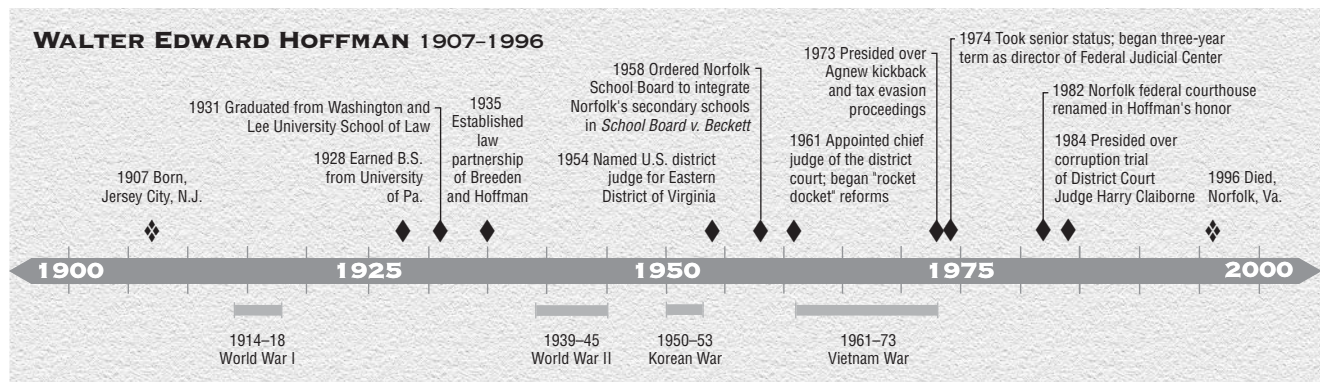 WALTER EDWARD HOFFMAN 1907–1996
1907 Born,
Jersey City, N.J.
1928 Earned B.S.
from University
of Pa.
1931 Graduated from Washington and
Lee University School of Law
1935
Established
law
partnership
of Breeden
and Hoffman
1954 Named U.S. district
judge for Eastern
District of Virginia
1958 Ordered Norfolk
School Board to integrate
Norfolk's secondary schools
in School Board v. Beckett
1961 Appointed chief
judge of the district
court; began "rocket
docket" reforms
1973 Presided over
Agnew kickback
and tax evasion
proceedings
1974 Took senior status; began three-year
term as director of Federal Judicial Center
1982 Norfolk federal courthouse
renamed in Hoffman's honor
1984 Presided over
corruption trial
of District Court
Judge Harry Claiborne
1996 Died,
Norfolk, Va.
1900
1925
1950
1975
2000
1914–18
World War I
1939–45
World War II
1950–53
Korean War
1961–73
Vietnam War